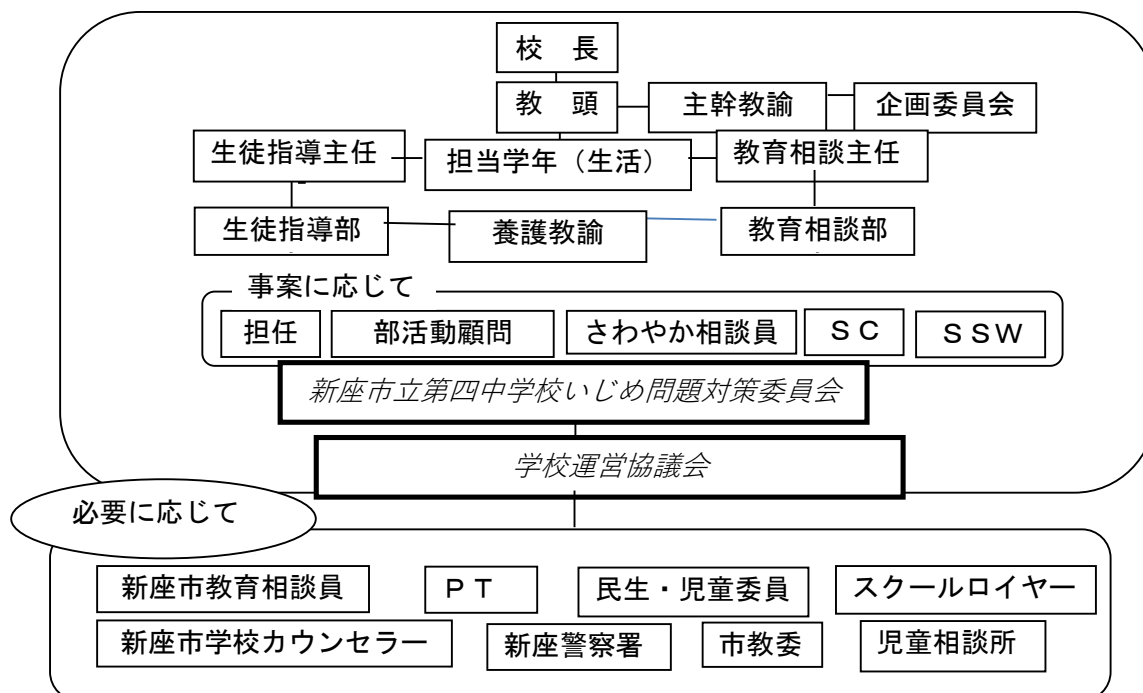 校　長
教　頭
主幹教諭
企画委員会
生徒指導主任
担当学年（生活）
教育相談主任
生徒指導部
養護教諭
教育相談部
事案に応じて
担任
部活動顧問
さわやか相談員
ＳＣ
ＳＳＷ
新座市立第四中学校いじめ問題対策委員会
学校運営協議会
必要に応じて
新座市教育相談員
ＰＴ
民生・児童委員
スクールロイヤー
新座市学校カウンセラー
新座警察署
市教委
児童相談所